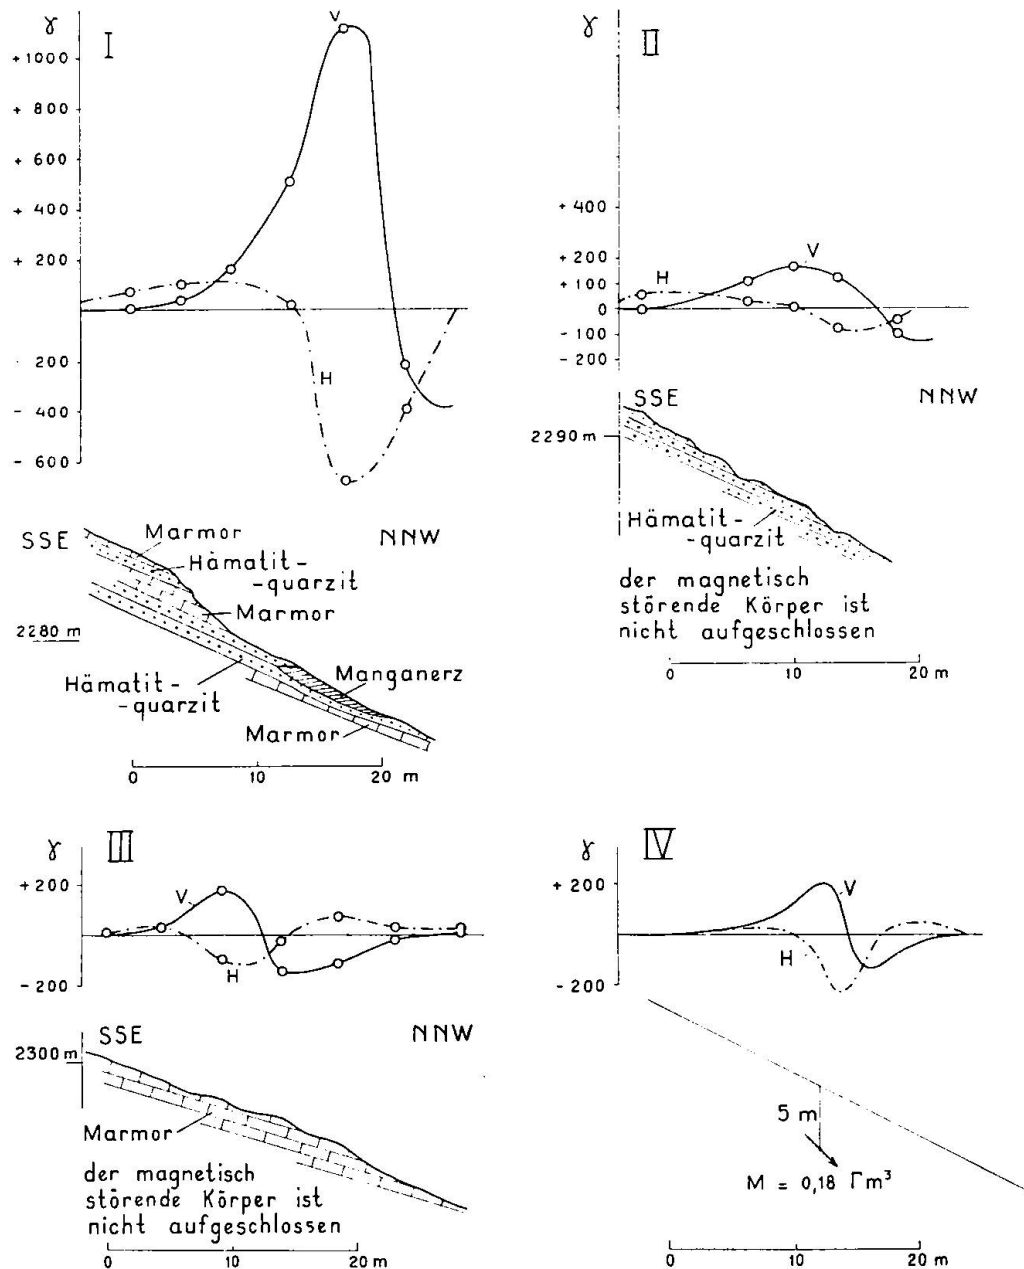 γ
I
V
+1000
+ 800
+ 600
+ 400
+ 200
200
- 400
- 600
H
SSE
NNW
Marmor
Hämatit-
-quarzit
Marmor
2280 m
Manganerz
Hämatit-
-quarzit
Marmor
0 10 20 m
γ
II
+ 400
+ 200
+ 100
0
- 100
- 200
V
H
SSE
NNW
2290 m
Hämatit-
-quarzit
der magnetisch
störende Körper ist
nicht aufgeschlossen
0 10 20 m
γ
III
+200
- 200
V
H
SSE
NNW
2300 m
Marmor
der magnetisch
störende Körper ist
nicht aufgeschlossen
0 10 20 m
γ
IV
+ 200
- 200
V
H
5 m
M = 0,18 Γm³
0 10 20 m